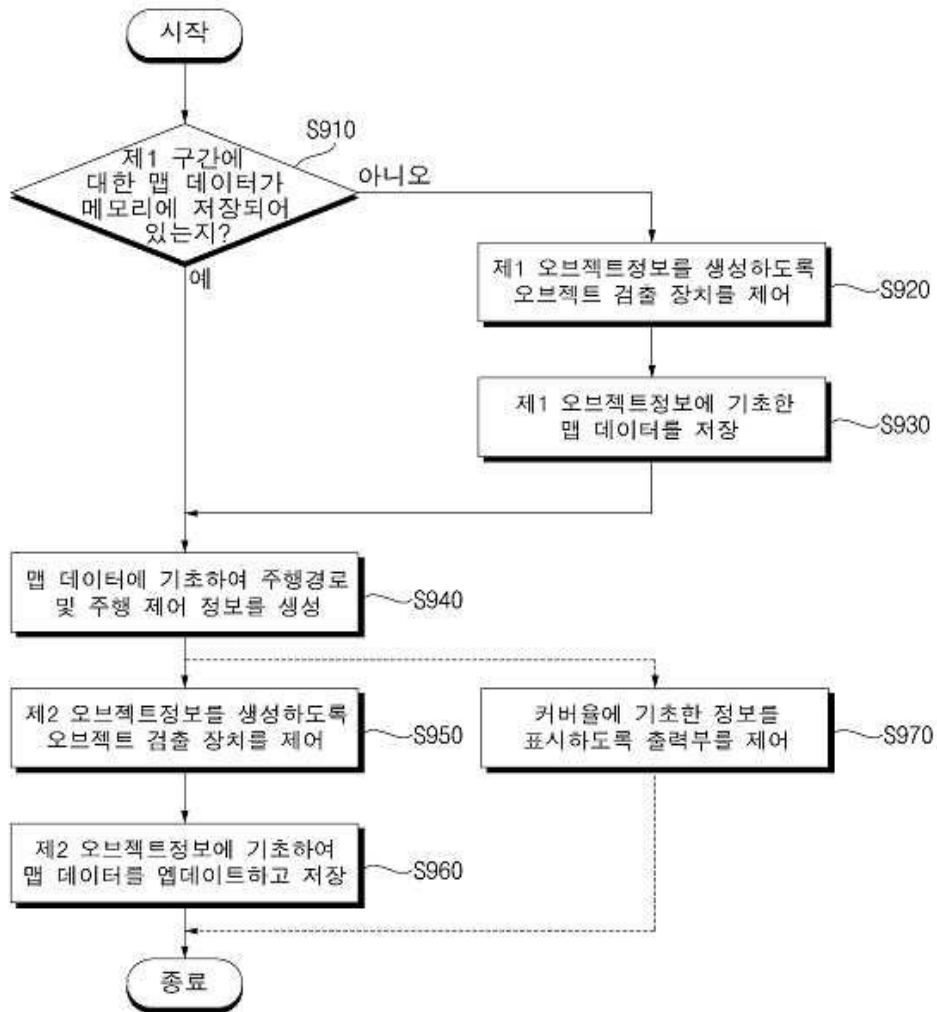 시작
S910
제1 구간에
대한 맵 데이터가
메모리에 저장되어
있는지?
아니오
예
제1 오브젝트정보를 생성하도록
오브젝트 검출 장치를 제어
S920
제1 오브젝트정보에 기초한
맵 데이터를 저장
S930
맵 데이터에 기초하여 주행경로
및 주행 제어 정보를 생성
S940
제2 오브젝트정보를 생성하도록
오브젝트 검출 장치를 제어
S950
커버율에 기초한 정보를
표시하도록 출력부를 제어
S970
제2 오브젝트정보에 기초하여
맵 데이터를 엡데이트하고 저장
S960
종료